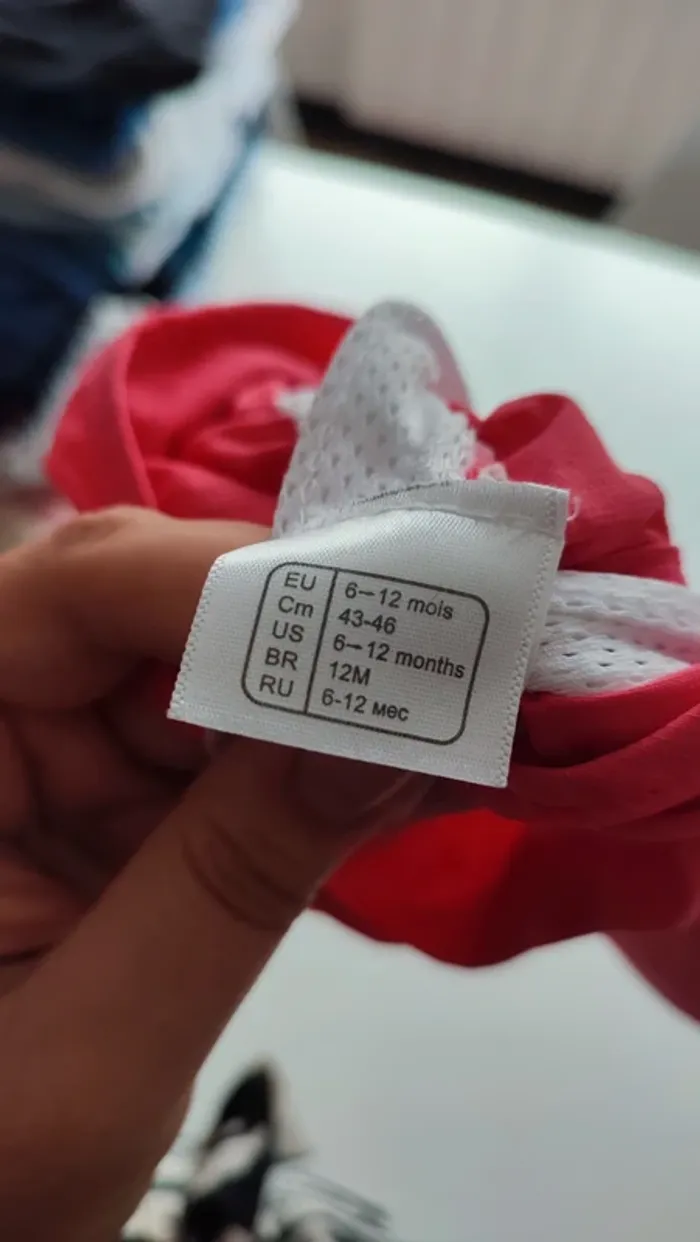 EU 6–12 mois
Cm 43-46
US 6–12 months
BR 12M
RU 6-12 мес